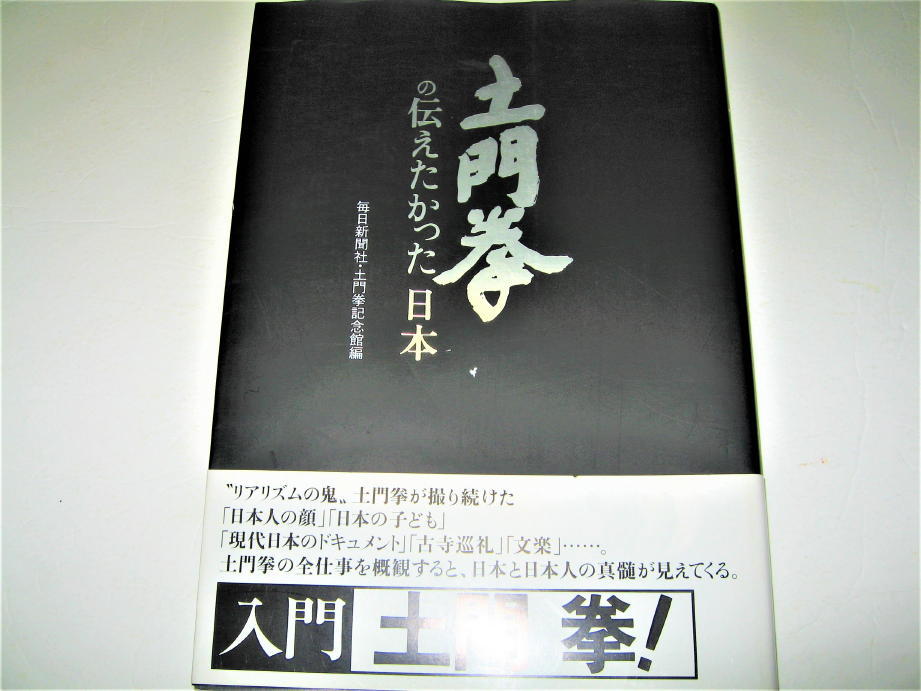 土門拳
の伝えたかった日本
毎日新聞社・土門拳記念館編
〝リアリズムの鬼〟土門拳が撮り続けた
「日本人の顔」「日本の子ども」
「現代日本のドキュメント」「古寺巡礼」「文楽」……。
土門拳の全仕事を概観すると、日本と日本人の真髄が見えてくる。
入門 土門 拳!